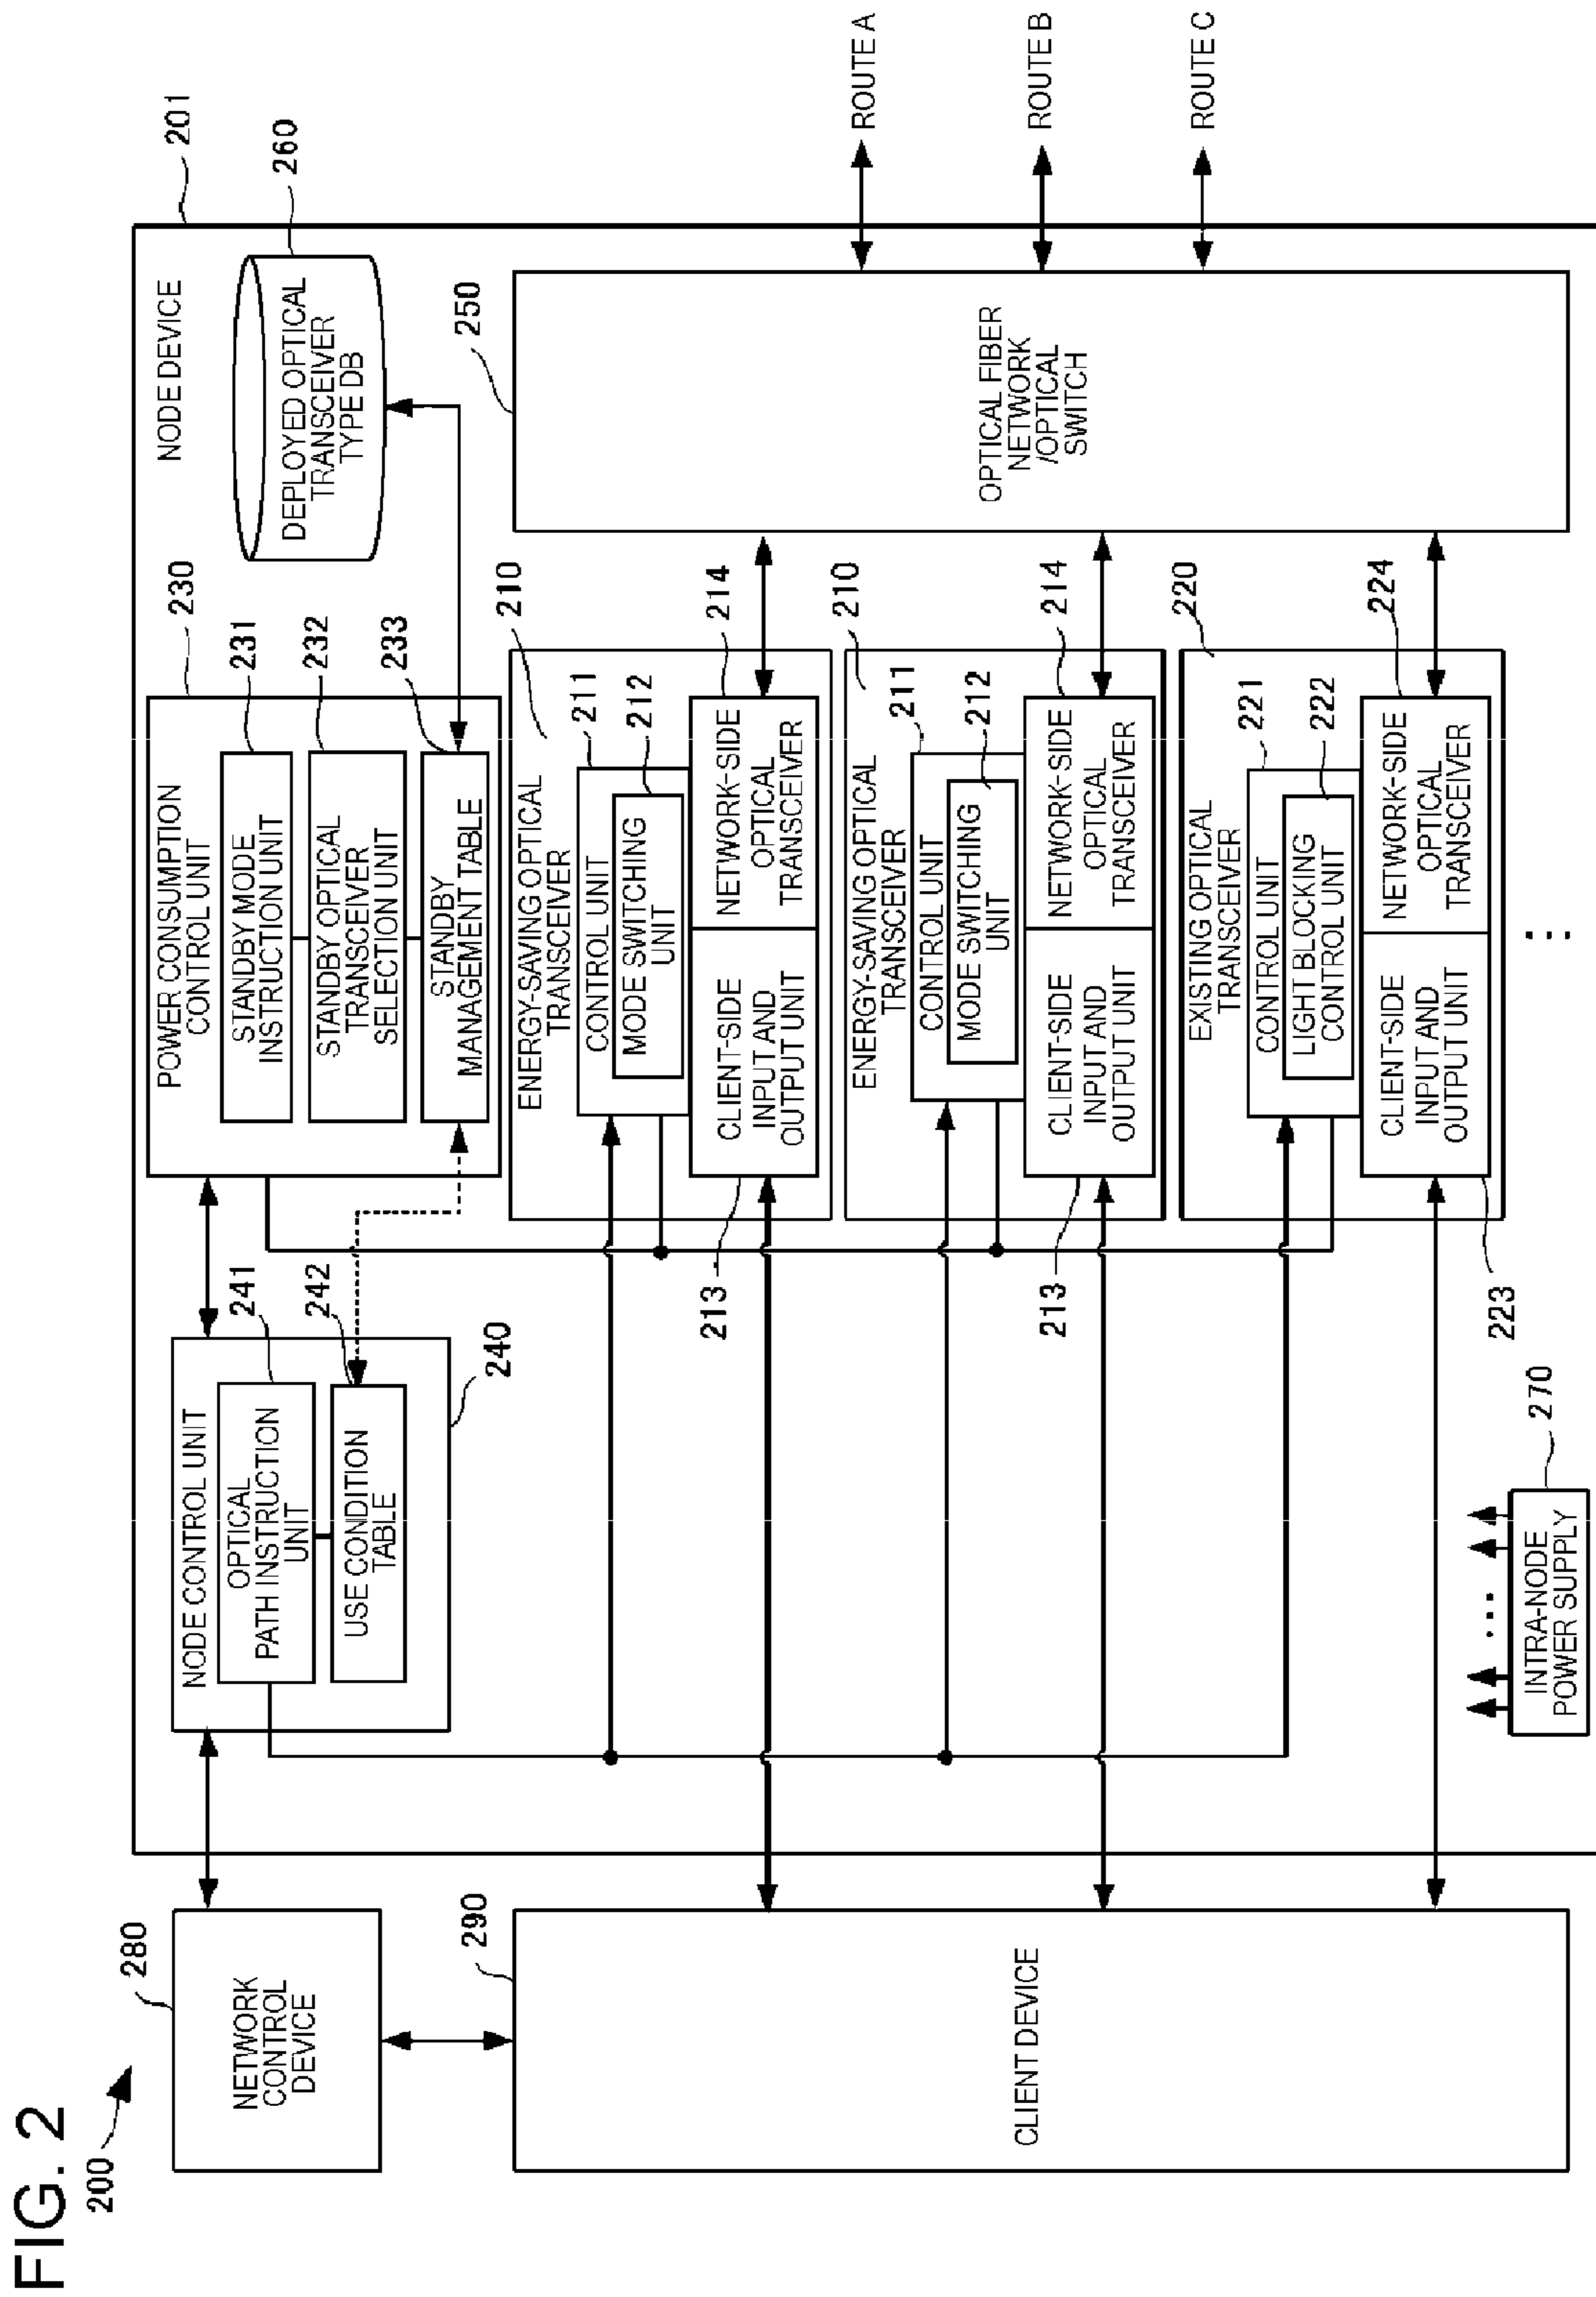 FIG. 2
200
280
NETWORK
CONTROL
DEVICE
290
CLIENT DEVICE
201
NODE DEVICE
NODE CONTROL UNIT
241
OPTICAL
PATH INSTRUCTION
UNIT
242
USE CONDITION
TABLE
240
230
POWER CONSUMPTION
CONTROL UNIT
231
STANDBY MODE
INSTRUCTION UNIT
232
STANDBY OPTICAL
TRANSCEIVER
SELECTION UNIT
233
STANDBY
MANAGEMENT TABLE
260
DEPLOYED OPTICAL
TRANSCEIVER
TYPE DB
210
ENERGY-SAVING OPTICAL
TRANSCEIVER
211
CONTROL UNIT
212
MODE SWITCHING
UNIT
213
CLIENT-SIDE
INPUT AND
OUTPUT UNIT
214
NETWORK-SIDE
OPTICAL
TRANSCEIVER
210
ENERGY-SAVING OPTICAL
TRANSCEIVER
211
CONTROL UNIT
212
MODE SWITCHING
UNIT
213
CLIENT-SIDE
INPUT AND
OUTPUT UNIT
214
NETWORK-SIDE
OPTICAL
TRANSCEIVER
220
EXISTING OPTICAL
TRANSCEIVER
221
CONTROL UNIT
222
LIGHT BLOCKING
CONTROL UNIT
223
CLIENT-SIDE
INPUT AND
OUTPUT UNIT
224
NETWORK-SIDE
OPTICAL
TRANSCEIVER
250
OPTICAL FIBER
NETWORK
/OPTICAL
SWITCH
ROUTE A
ROUTE B
ROUTE C
270
INTRA-NODE
POWER SUPPLY